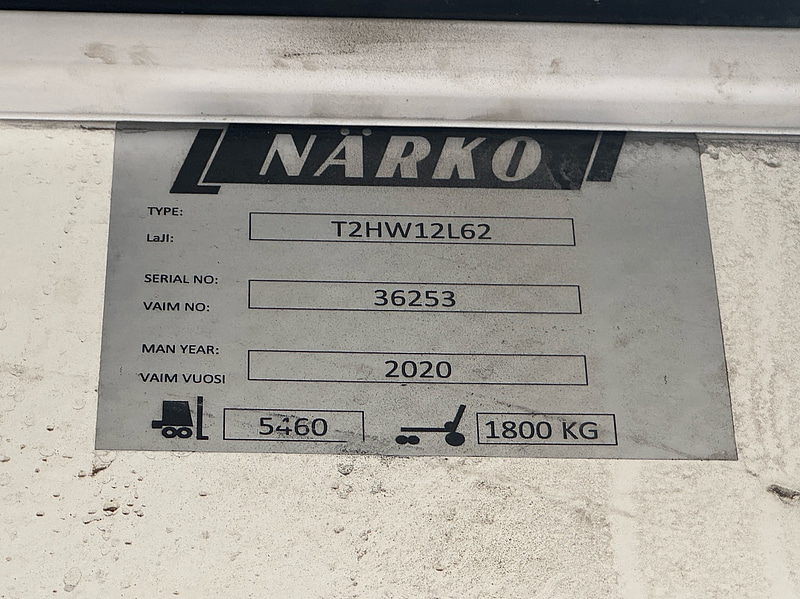 NÄRKO
TYPE:
LaJI:
T2HW12L62
SERIAL NO:
VAIM NO:
36253
MAN YEAR:
VAIM VUOSI
2020
5460
1800 KG